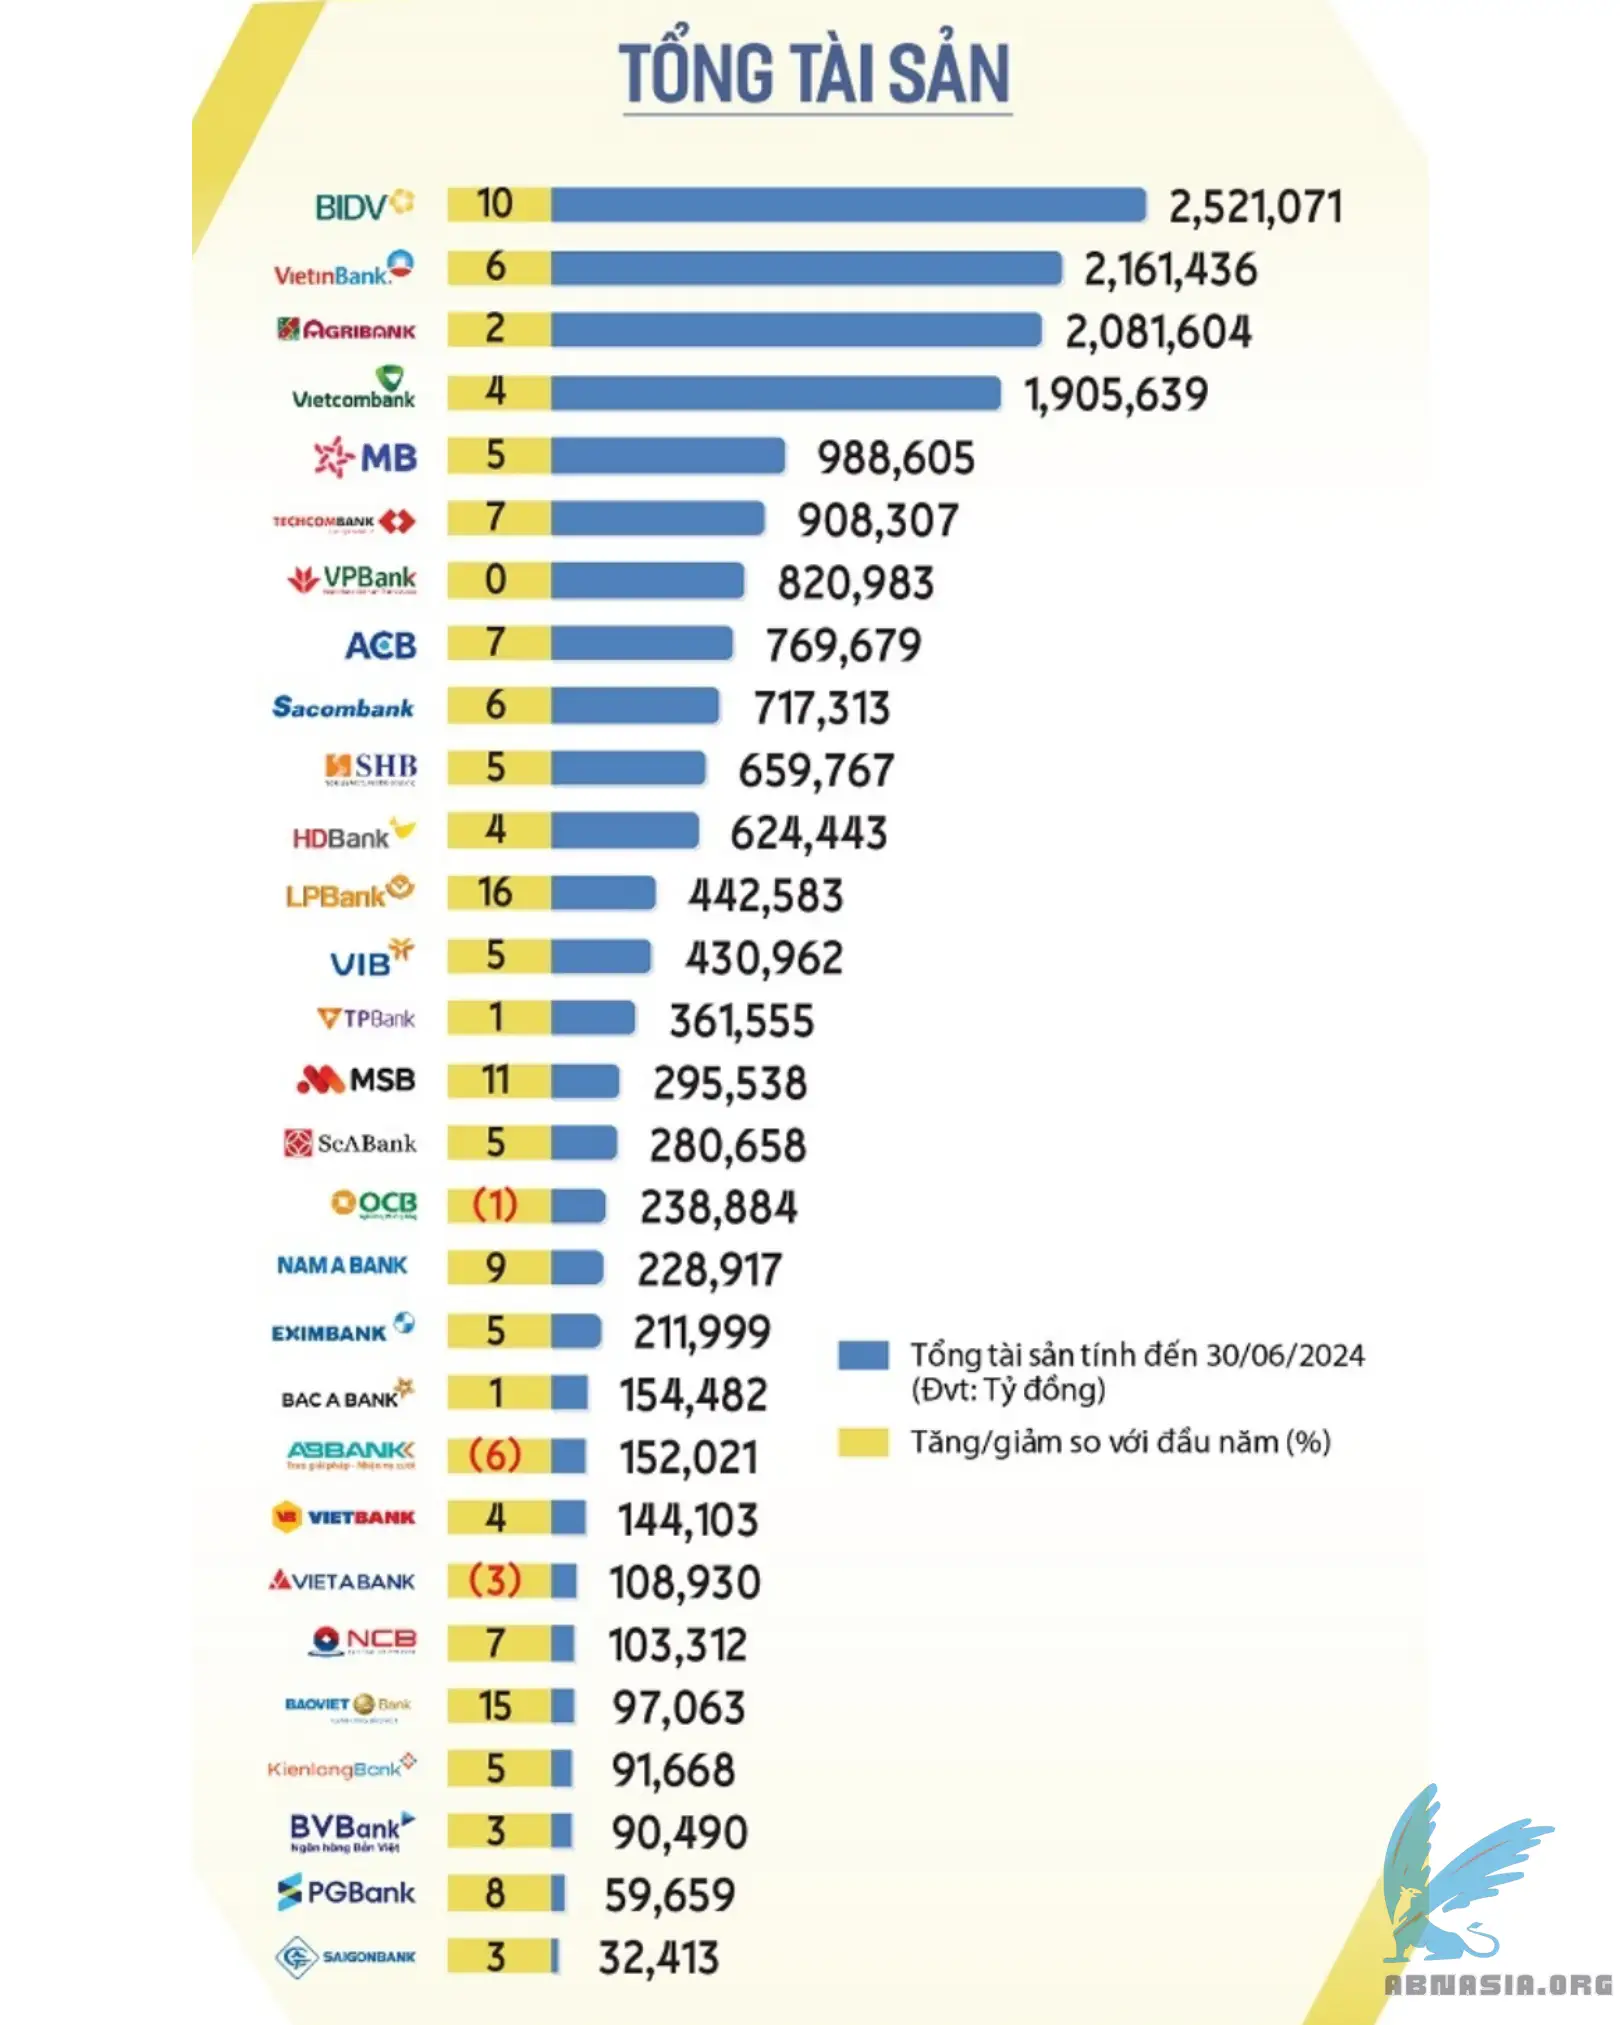 TỔNG TÀI SẢN
BIDV 10 2,521,071
VietinBank 6 2,161,436
AGRIBANK 2 2,081,604
Vietcombank 4 1,905,639
MB 5 988,605
TECHCOMBANK 7 908,307
VPBank 0 820,983
ACB 7 769,679
Sacombank 6 717,313
SHB 5 659,767
HDBank 4 624,443
LPBank 16 442,583
VIB 5 430,962
TPBank 1 361,555
MSB 11 295,538
SeABank 5 280,658
OCB (1) 238,884
NAM A BANK 9 228,917
EXIMBANK 5 211,999
Tổng tài sản tính đến 30/06/2024
(Đvt: Tỷ đồng)
BAC A BANK 1 154,482
ABBANK (6) 152,021
Tăng/giảm so với đầu năm (%)
VB VIETBANK 4 144,103
VIETABANK (3) 108,930
NCB 7 103,312
BAOVIET Bank 15 97,063
KienlongBank 5 91,668
BVBank 3 90,490
Ngân hàng Bản Việt
PGBank 8 59,659
SAIGONBANK 3 32,413
ABNASIA.ORG